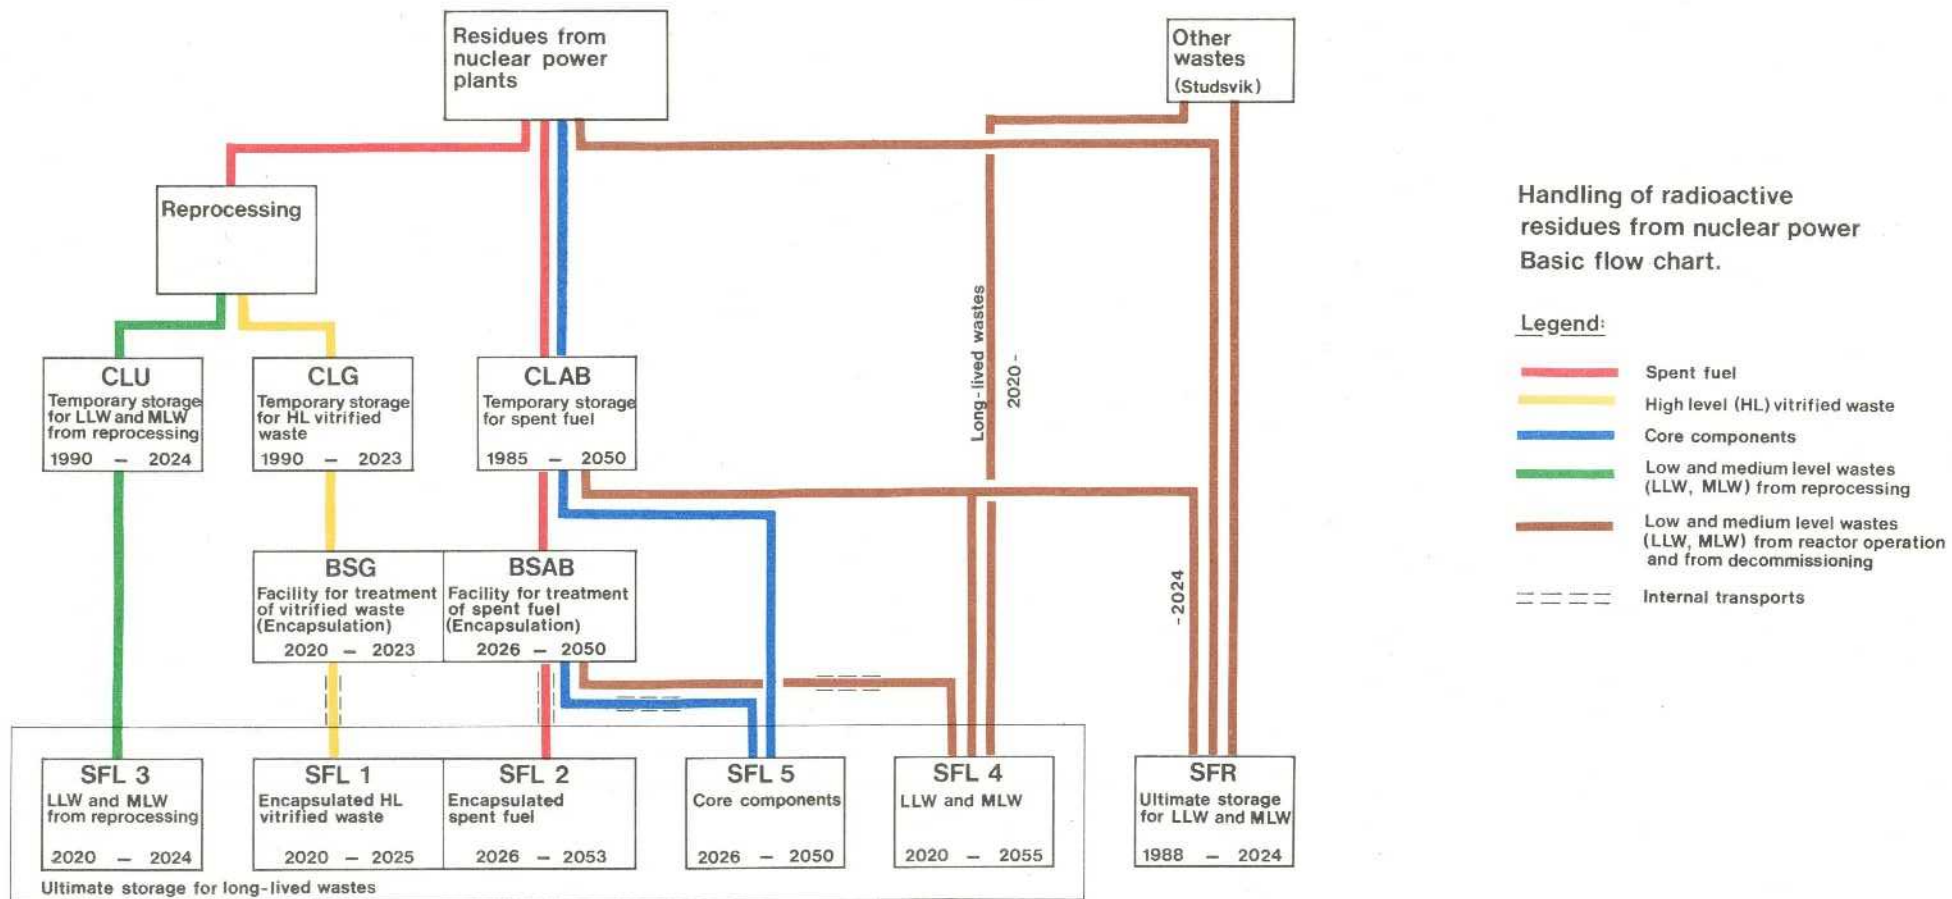 Residues from
nuclear power
plants
Other
wastes
(Studsvik)
Reprocessing
Long-lived wastes
2020-
CLU
Temporary storage
for LLW and MLW
from reprocessing
1990 — 2024
CLG
Temporary storage
for HL vitrified
waste
1990 — 2023
CLAB
Temporary storage
for spent fuel
1985 — 2050
BSG
Facility for treatment
of vitrified waste
(Encapsulation)
2020 — 2023
BSAB
Facility for treatment
of spent fuel
(Encapsulation)
2026 — 2050
-2024
SFL 3
LLW and MLW
from reprocessing
2020 — 2024
SFL 1
Encapsulated HL
vitrified waste
2020 — 2025
SFL 2
Encapsulated
spent fuel
2026 — 2053
SFL 5
Core components
2026 — 2050
SFL 4
LLW and MLW
2020 — 2055
SFR
Ultimate storage
for LLW and MLW
1988 — 2024
Ultimate storage for long-lived wastes
Handling of radioactive
residues from nuclear power
Basic flow chart.
Legend:
Spent fuel
High level (HL) vitrified waste
Core components
Low and medium level wastes
(LLW, MLW) from reprocessing
Low and medium level wastes
(LLW, MLW) from reactor operation
and from decommissioning
Internal transports